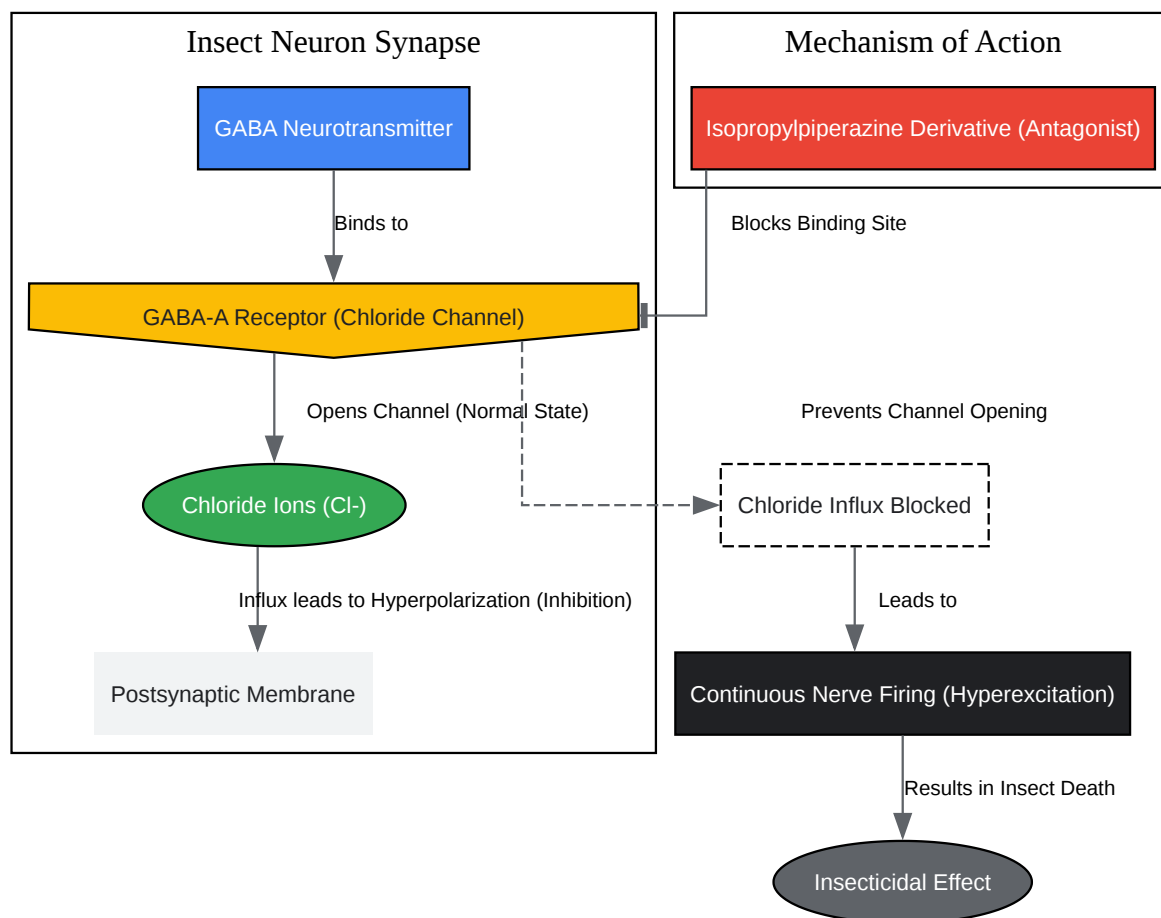 Insect Neuron Synapse
Mechanism of Action
GABA Neurotransmitter
Isopropylpiperazine Derivative (Antagonist)
Binds to
Blocks Binding Site
GABA-A Receptor (Chloride Channel)
Opens Channel (Normal State)
Prevents Channel Opening
Chloride Ions (Cl-)
Chloride Influx Blocked
Influx leads to Hyperpolarization (Inhibition)
Leads to
Postsynaptic Membrane
Continuous Nerve Firing (Hyperexcitation)
Results in Insect Death
Insecticidal Effect